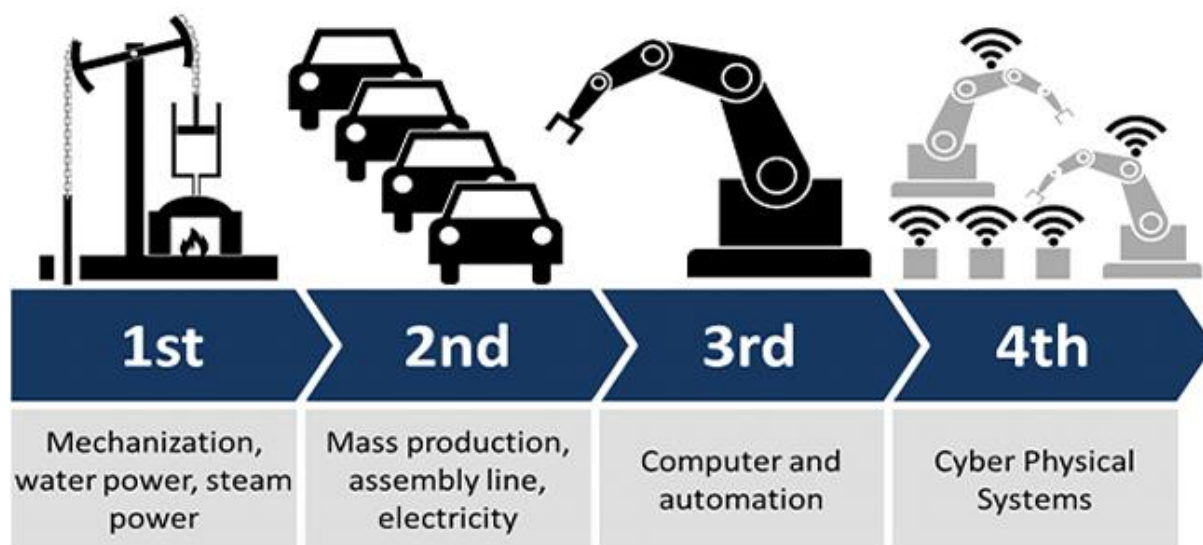 1st
2nd
3rd
4th
Mechanization,
water power, steam
power
Mass production,
assembly line,
electricity
Computer and
automation
Cyber Physical
Systems